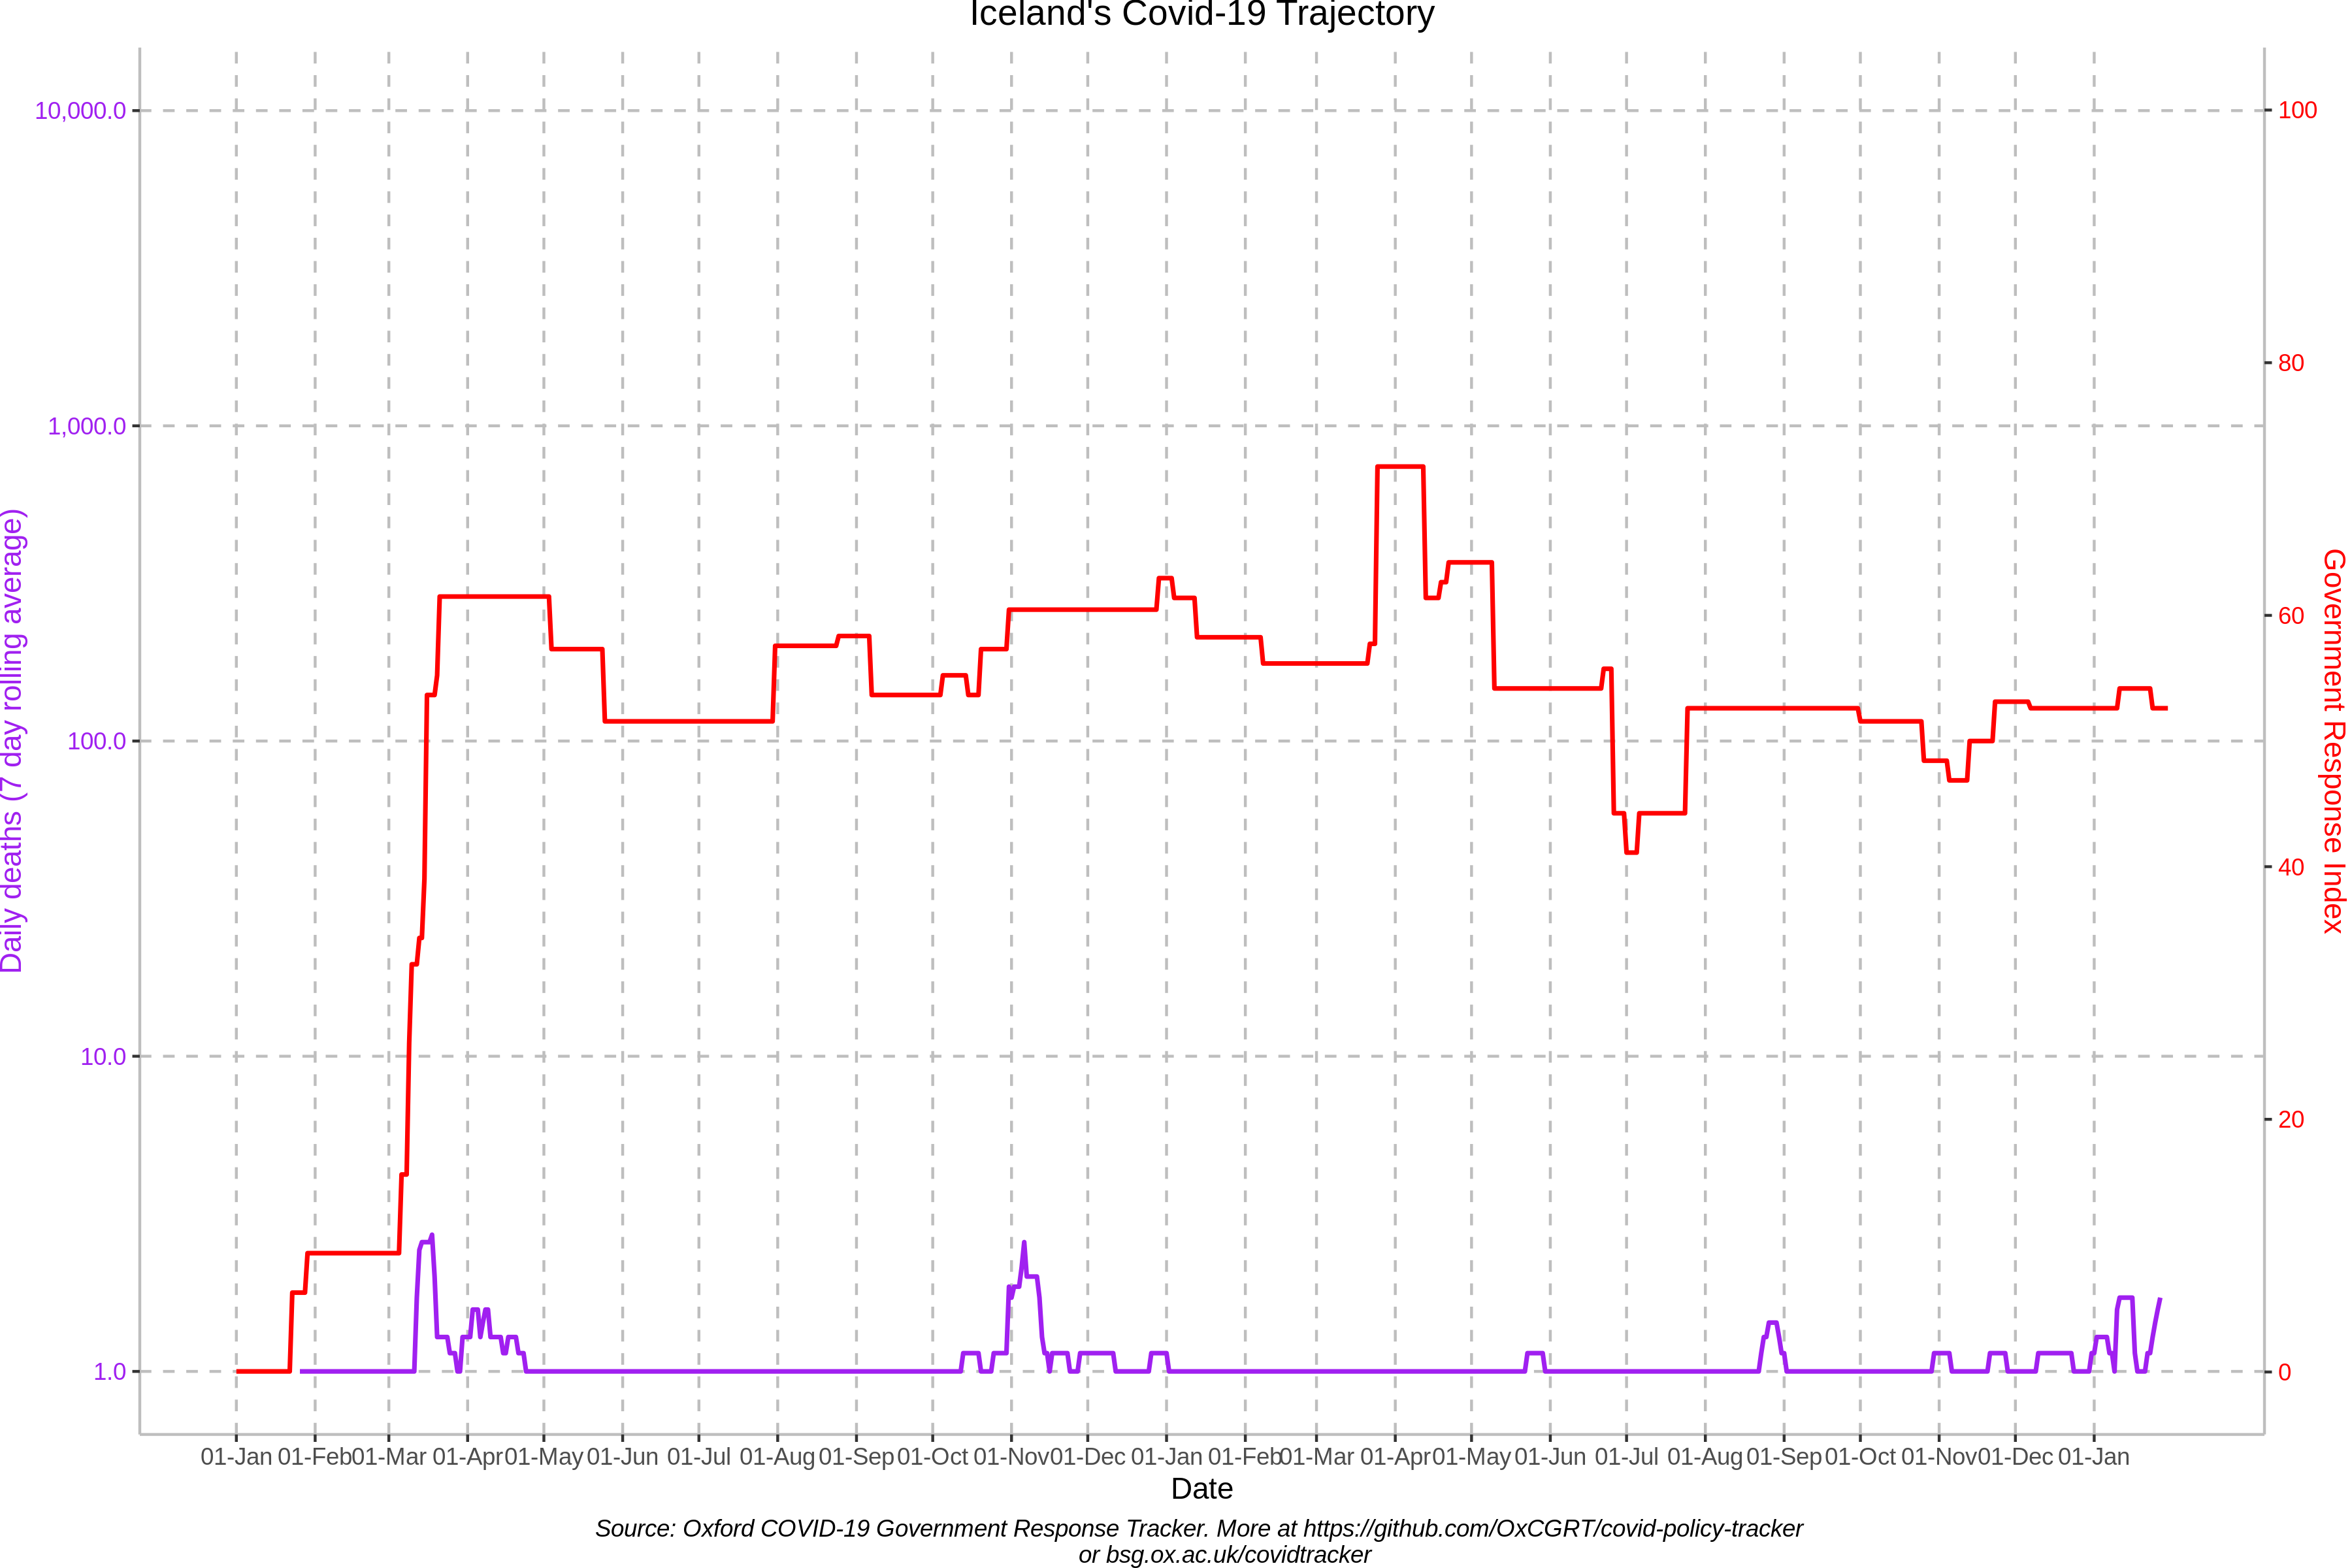 Iceland's Covid-19 Trajectory
10,000.0
1,000.0
100.0
10.0
1.0
Daily deaths (7 day rolling average)
100
80
60
40
20
0
Government Response Index
01-Jan 01-Feb 01-Mar 01-Apr 01-May 01-Jun 01-Jul 01-Aug 01-Sep 01-Oct 01-Nov 01-Dec 01-Jan 01-Feb 01-Mar 01-Apr 01-May 01-Jun 01-Jul 01-Aug 01-Sep 01-Oct 01-Nov 01-Dec 01-Jan
Date
Source: Oxford COVID-19 Government Response Tracker. More at https://github.com/OxCGRT/covid-policy-tracker
or bsg.ox.ac.uk/covidtracker